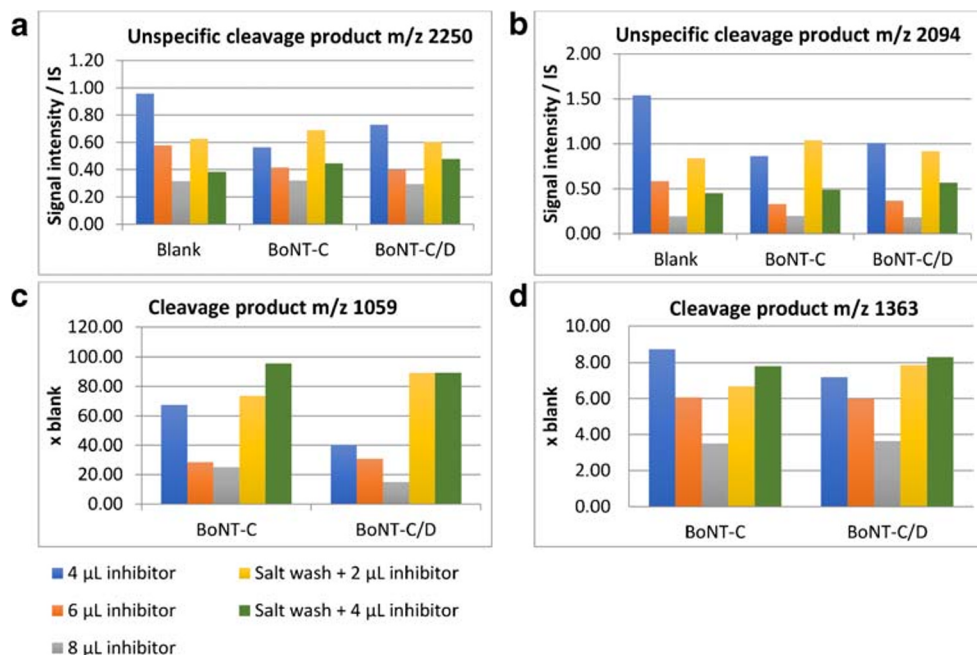 a
Unspecific cleavage product m/z 2250
Signal intensity / IS
1.20
1.00
0.80
0.60
0.40
0.20
0.00
Blank BoNT-C BoNT-C/D
b
Unspecific cleavage product m/z 2094
Signal intensity / IS
2.00
1.50
1.00
0.50
0.00
Blank BoNT-C BoNT-C/D
c
Cleavage product m/z 1059
x blank
120.00
100.00
80.00
60.00
40.00
20.00
0.00
BoNT-C BoNT-C/D
d
Cleavage product m/z 1363
x blank
10.00
8.00
6.00
4.00
2.00
0.00
BoNT-C BoNT-C/D
4 µL inhibitor
Salt wash + 2 µL inhibitor
6 µL inhibitor
Salt wash + 4 µL inhibitor
8 µL inhibitor